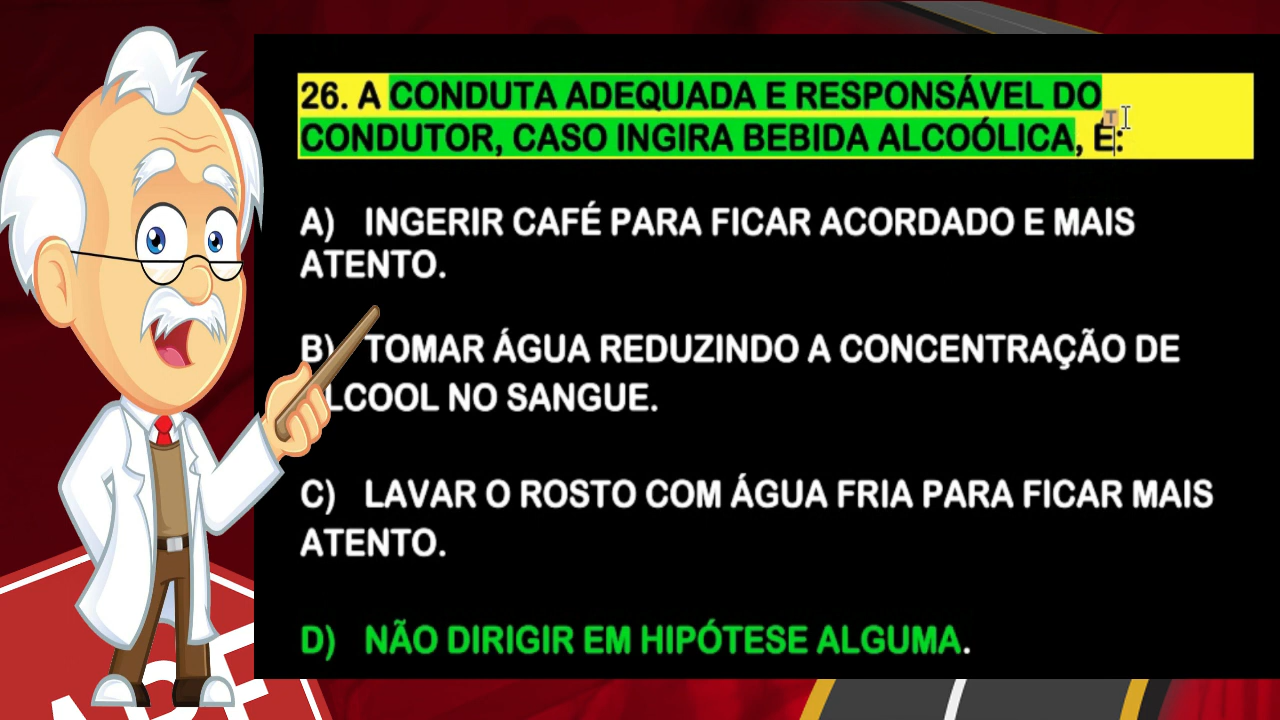 26. A CONDUTA ADEQUADA E RESPONSÁVEL DO
CONDUTOR, CASO INGIRA BEBIDA ALCOÓLICA, É:
A) INGERIR CAFÉ PARA FICAR ACORDADO E MAIS
ATENTO.
B) TOMAR ÁGUA REDUZINDO A CONCENTRAÇÃO DE
LCOOL NO SANGUE.
C) LAVAR O ROSTO COM ÁGUA FRIA PARA FICAR MAIS
ATENTO.
D) NÃO DIRIGIR EM HIPÓTESE ALGUMA.